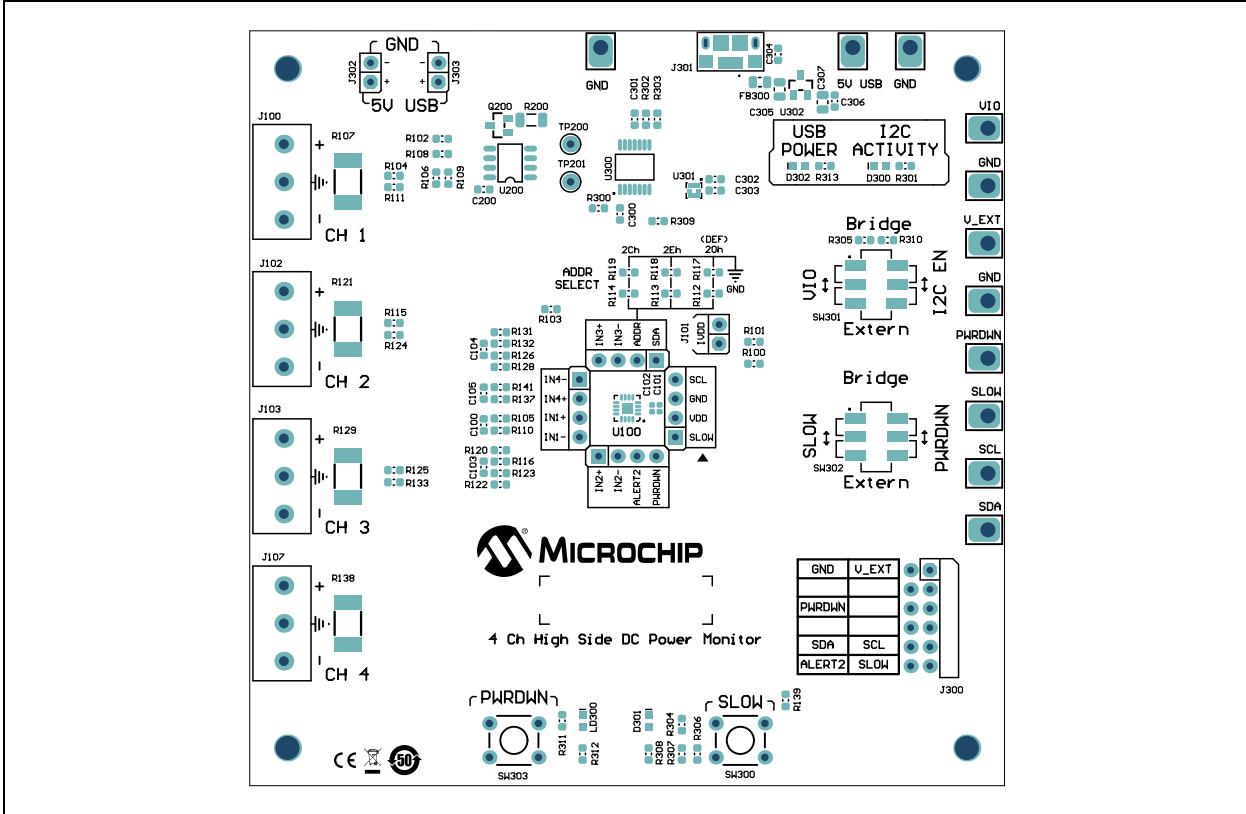 GND
J302
J303
- -
+ +
5V USB
GND
J301
C304
FB300
C305
U302
C307
C306
5V USB
GND
VIO
GND
V_EXT
GND
PWRDWN
SLOW
SCL
SDA
USB POWER
I2C ACTIVITY
D302
R313
D300
R301
J100
R107
+
-
CH 1
R104
R111
R102
R108
R106
R109
Q200
R200
U200
C200
TP200
TP201
C301
R302
R303
U300
U301
C302
C303
R300
C300
R309
Bridge
R305
R310
VIO
I2C EN
SW301
Extern
J102
R121
+
-
CH 2
R115
R124
ADDR
SELECT
2Ch
2Eh
(DEF)
20h
R119
R118
R117
R114
R113
R112
GND
R103
J101
IVDD
R101
R100
R131
R132
R126
R128
C104
R141
R137
C105
R105
R110
C100
R120
R116
R123
R122
C103
IN3+
IN3-
ADDR
SDA
IN4-
IN4+
IN1+
IN1-
C102
C101
U100
SCL
GND
VDD
SLOW
IN2+
IN2-
ALERT2
PWRDWN
Bridge
SLOW
PWRDWN
SW302
Extern
J103
R129
+
-
CH 3
R125
R133
MICROCHIP
®
4 Ch High Side DC Power Monitor
J107
R138
+
-
CH 4
GND V_EXT
PWRDWN
SDA SCL
ALERT2 SLOW
J300
PWRDWN
SW303
R311
LD300
R312
D301
R304
R306
R308
R307
SLOW
SW300
R139
CE
50